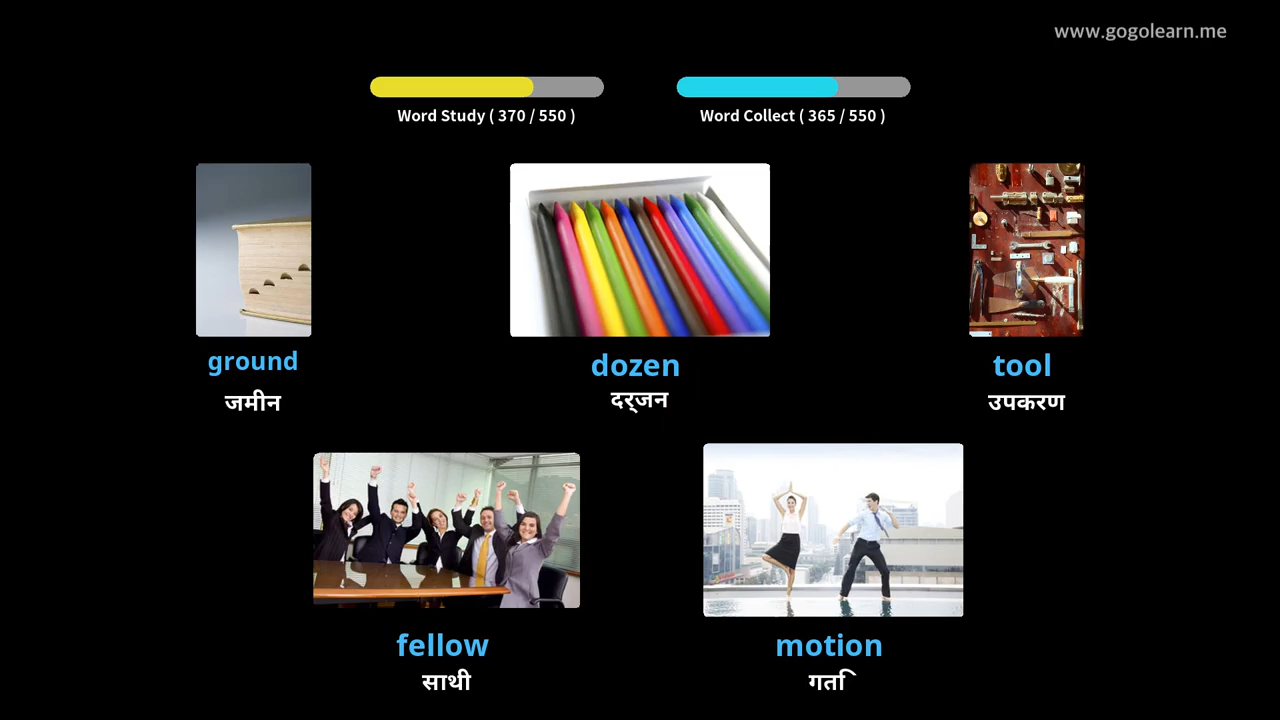 www.gogolearn.me
Word Study ( 370 / 550 )
Word Collect ( 365 / 550 )
ground
dozen
tool
जमीन
दर्जन
उपकरण
fellow
motion
साथी
गति